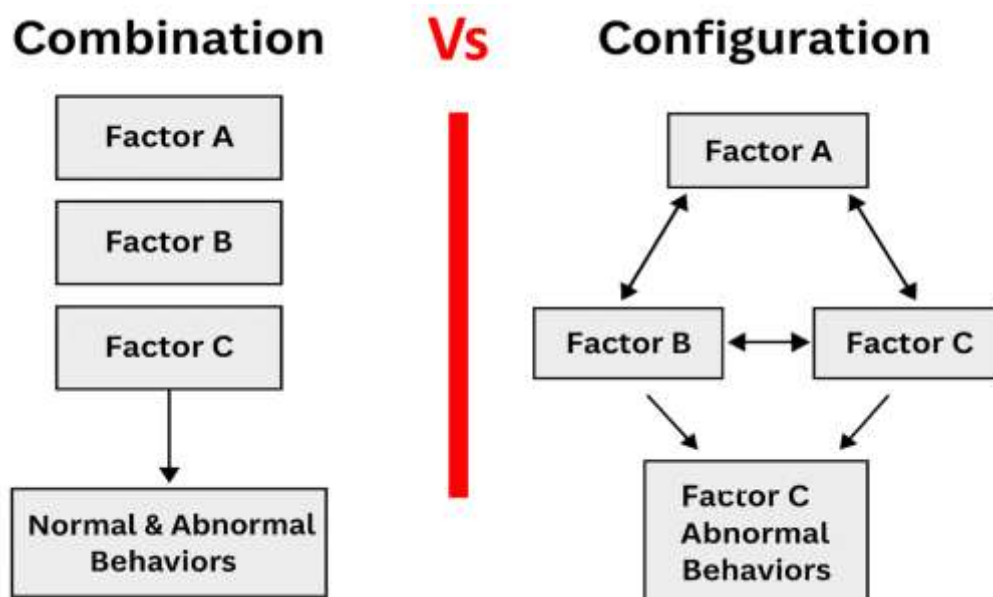 Combination
Vs
Configuration
Factor A
Factor B
Factor C
Normal & Abnormal
Behaviors
Factor A
Factor B
Factor C
Factor C
Abnormal
Behaviors